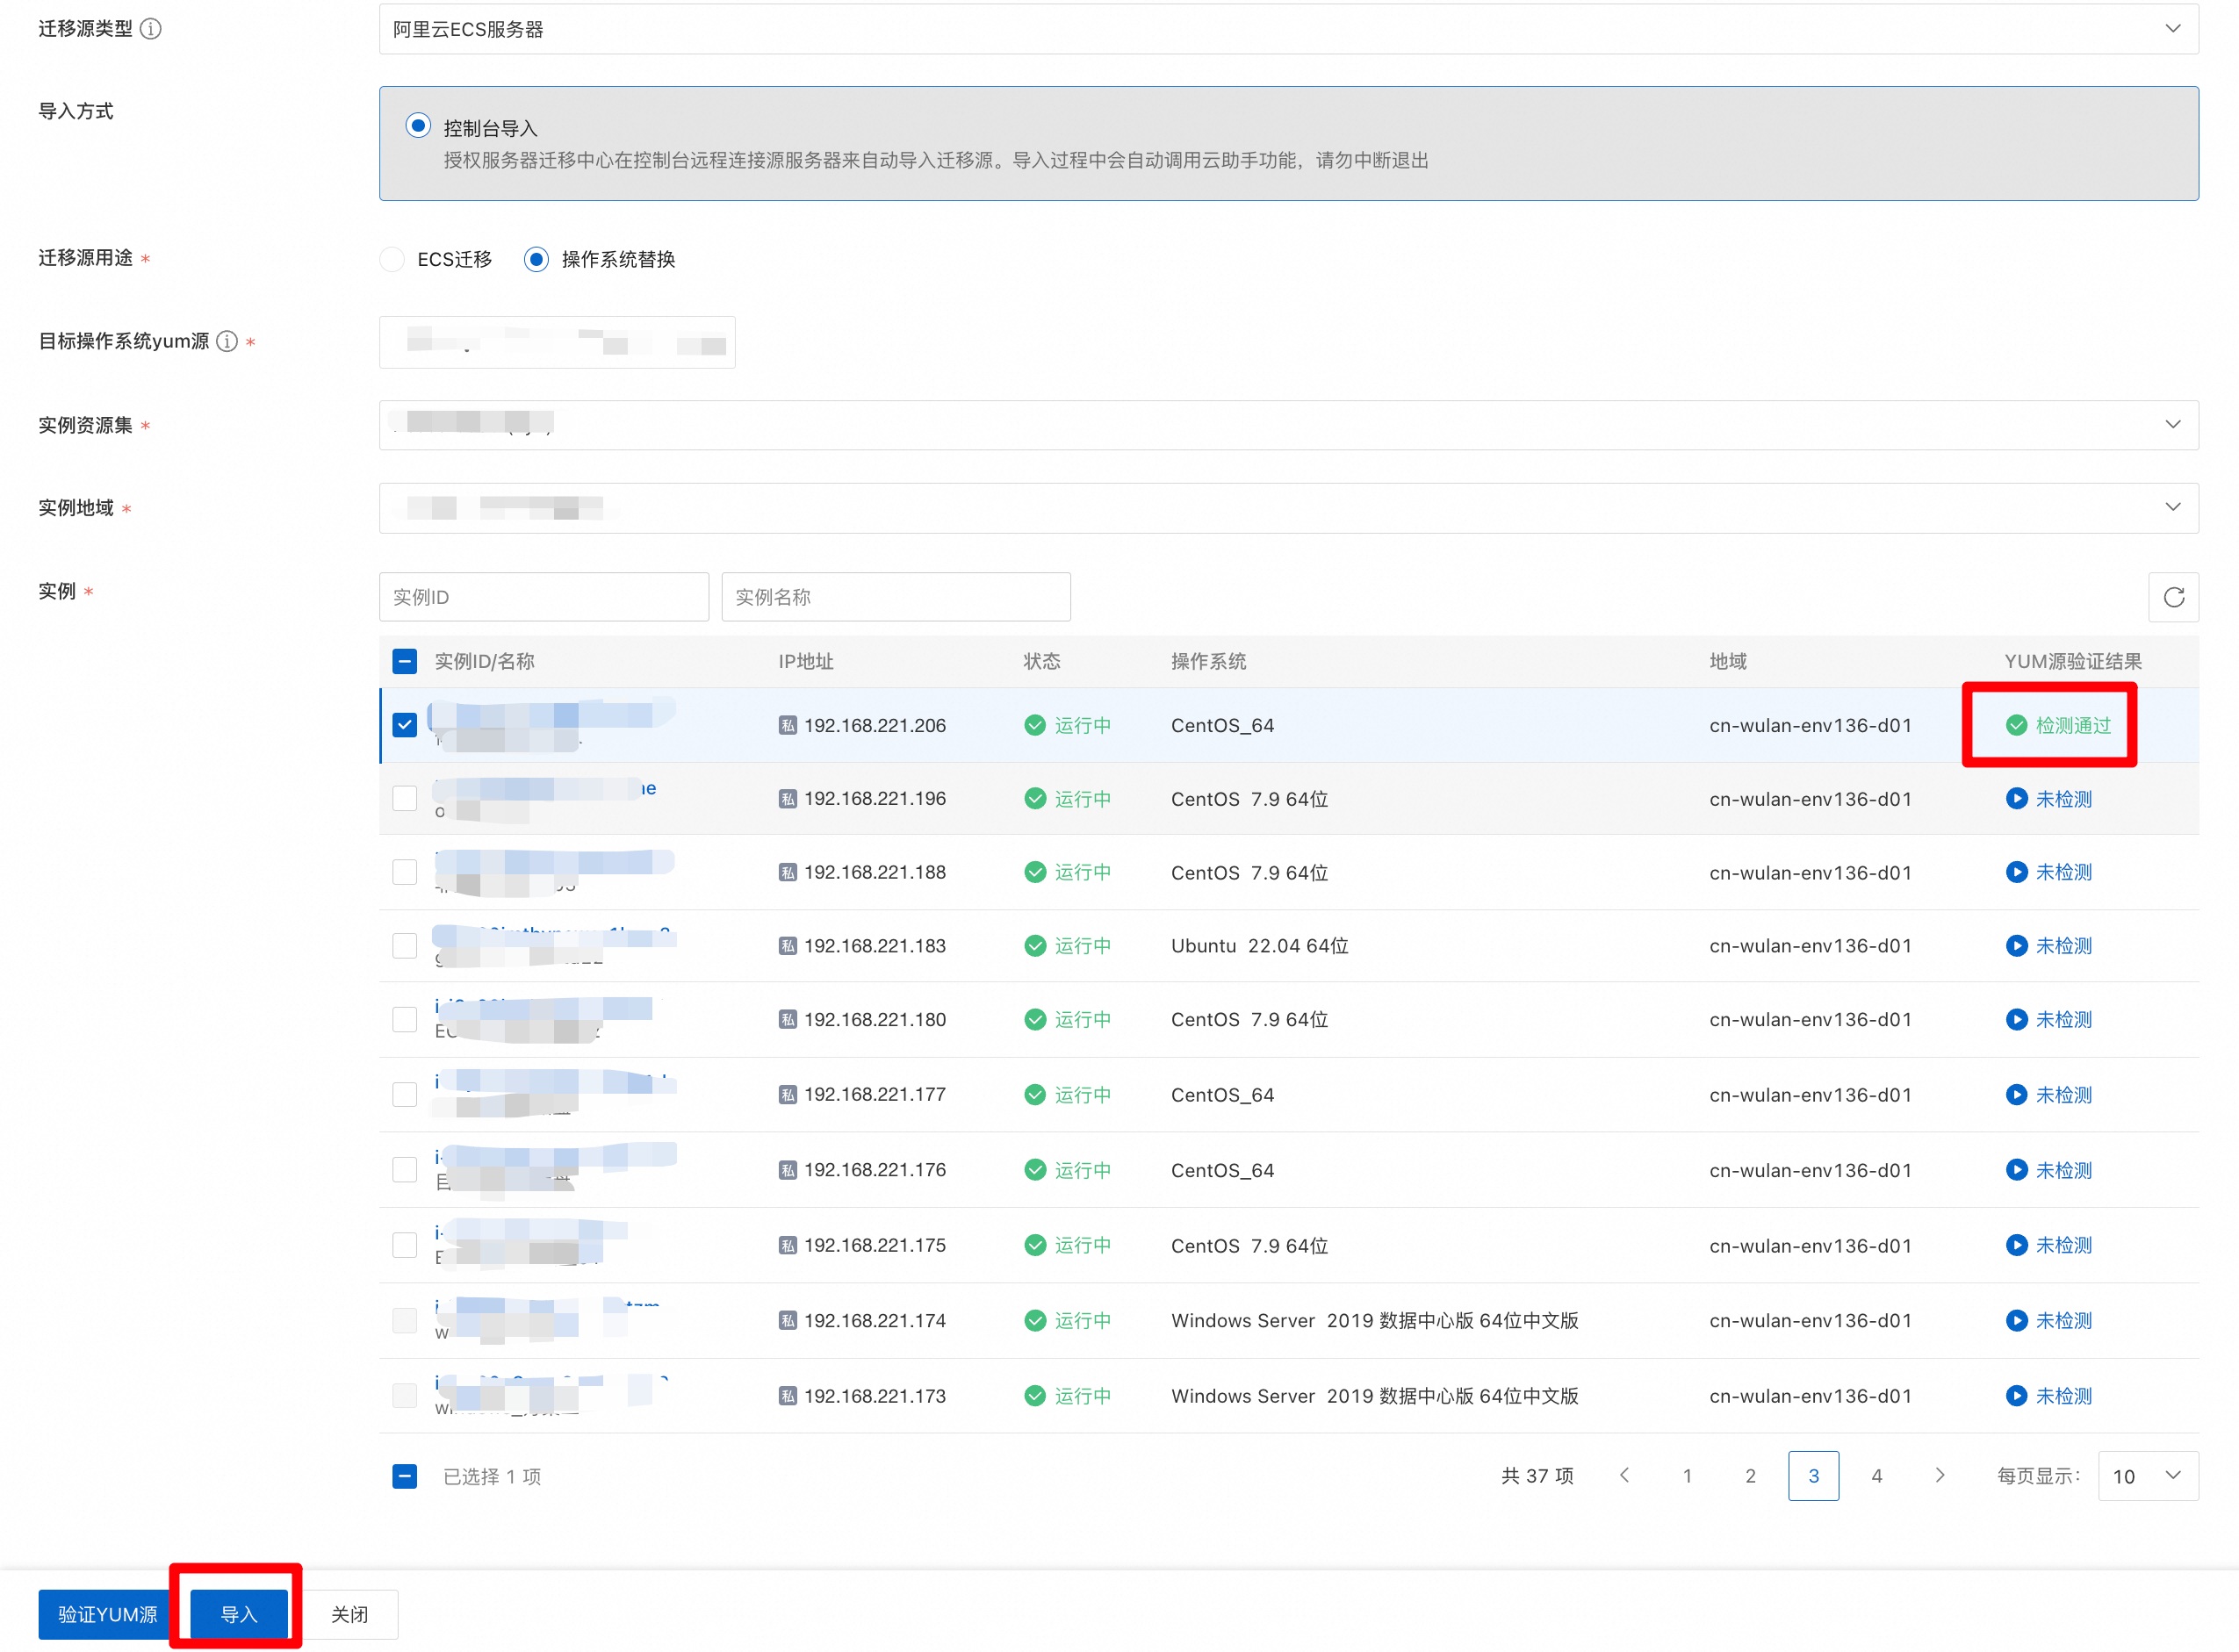 迁移源类型
阿里云ECS服务器
导入方式
控制台导入
授权服务器迁移中心在控制台远程连接源服务器来自动导入迁移源。导入过程中会自动调用云助手功能，请勿中断退出
迁移源用途 *
ECS迁移 操作系统替换
目标操作系统yum源 *
实例资源集 *
实例地域 *
实例 *
实例ID 实例名称
实例ID/名称 IP地址 状态 操作系统 地域 YUM源验证结果
私 192.168.221.206 运行中 CentOS_64 cn-wulan-env136-d01 检测通过
私 192.168.221.196 运行中 CentOS 7.9 64位 cn-wulan-env136-d01 未检测
私 192.168.221.188 运行中 CentOS 7.9 64位 cn-wulan-env136-d01 未检测
私 192.168.221.183 运行中 Ubuntu 22.04 64位 cn-wulan-env136-d01 未检测
私 192.168.221.180 运行中 CentOS 7.9 64位 cn-wulan-env136-d01 未检测
私 192.168.221.177 运行中 CentOS_64 cn-wulan-env136-d01 未检测
私 192.168.221.176 运行中 CentOS_64 cn-wulan-env136-d01 未检测
私 192.168.221.175 运行中 CentOS 7.9 64位 cn-wulan-env136-d01 未检测
私 192.168.221.174 运行中 Windows Server 2019 数据中心版 64位中文版 cn-wulan-env136-d01 未检测
私 192.168.221.173 运行中 Windows Server 2019 数据中心版 64位中文版 cn-wulan-env136-d01 未检测
已选择 1 项 共 37 项 1 2 3 4 每页显示： 10
验证YUM源 导入 关闭